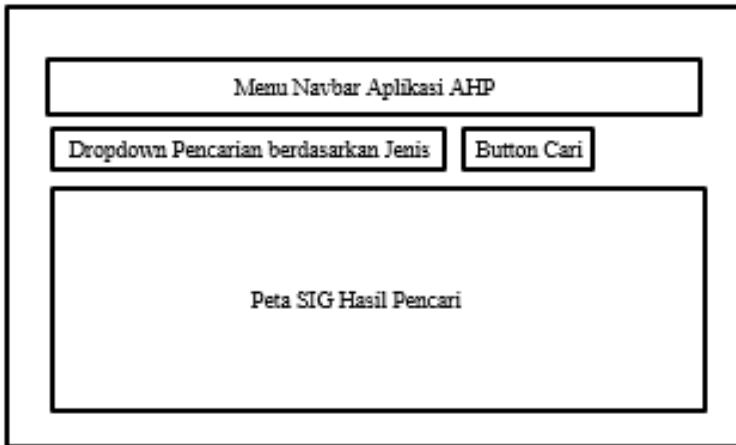 Menu Navbar Aplikasi AHP
Dropdown Pencarian berdasarkan Jenis
Button Cari
Peta SIG Hasil Pencari